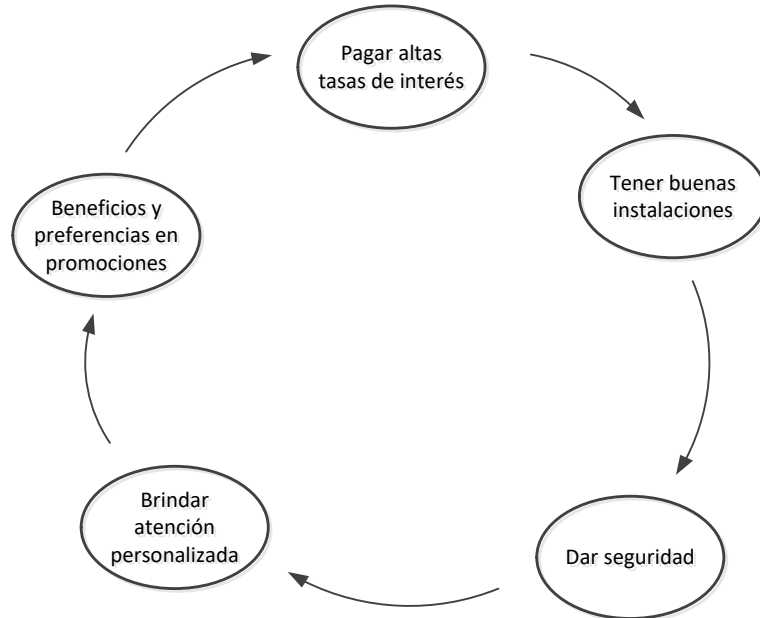 Pagar altas
tasas de interés
Tener buenas
instalaciones
Dar seguridad
Brindar
atención
personalizada
Beneficios y
preferencias en
promociones